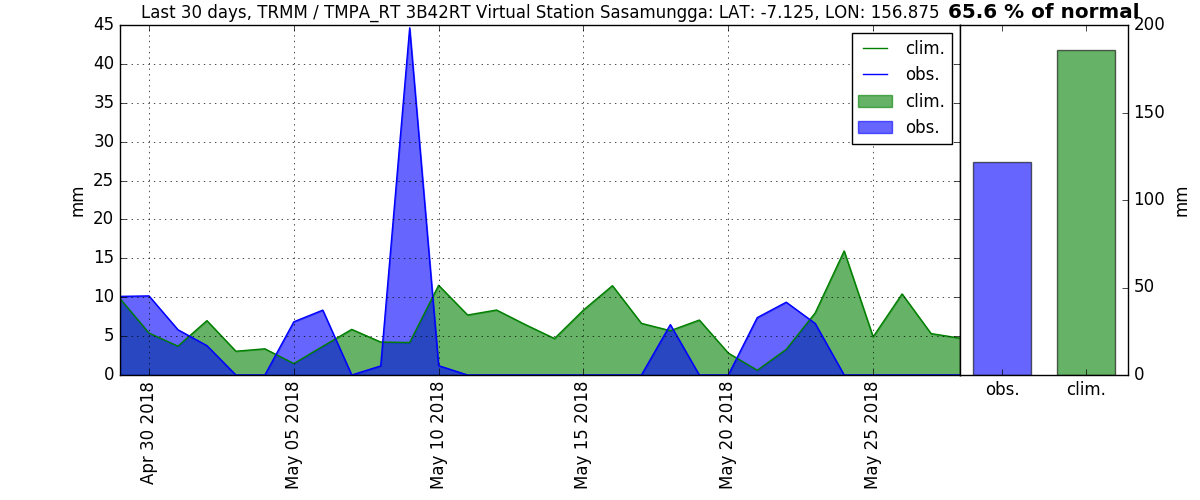 Last 30 days, TRMM / TMPA_RT 3B42RT Virtual Station Sasamungga: LAT: -7.125, LON: 156.875 65.6 % of normal
45
40
35
30
25
20
15
10
5
0
mm
clim.
obs.
clim.
obs.
Apr 30 2018
May 05 2018
May 10 2018
May 15 2018
May 20 2018
May 25 2018
200
150
100
50
0
mm
obs. clim.